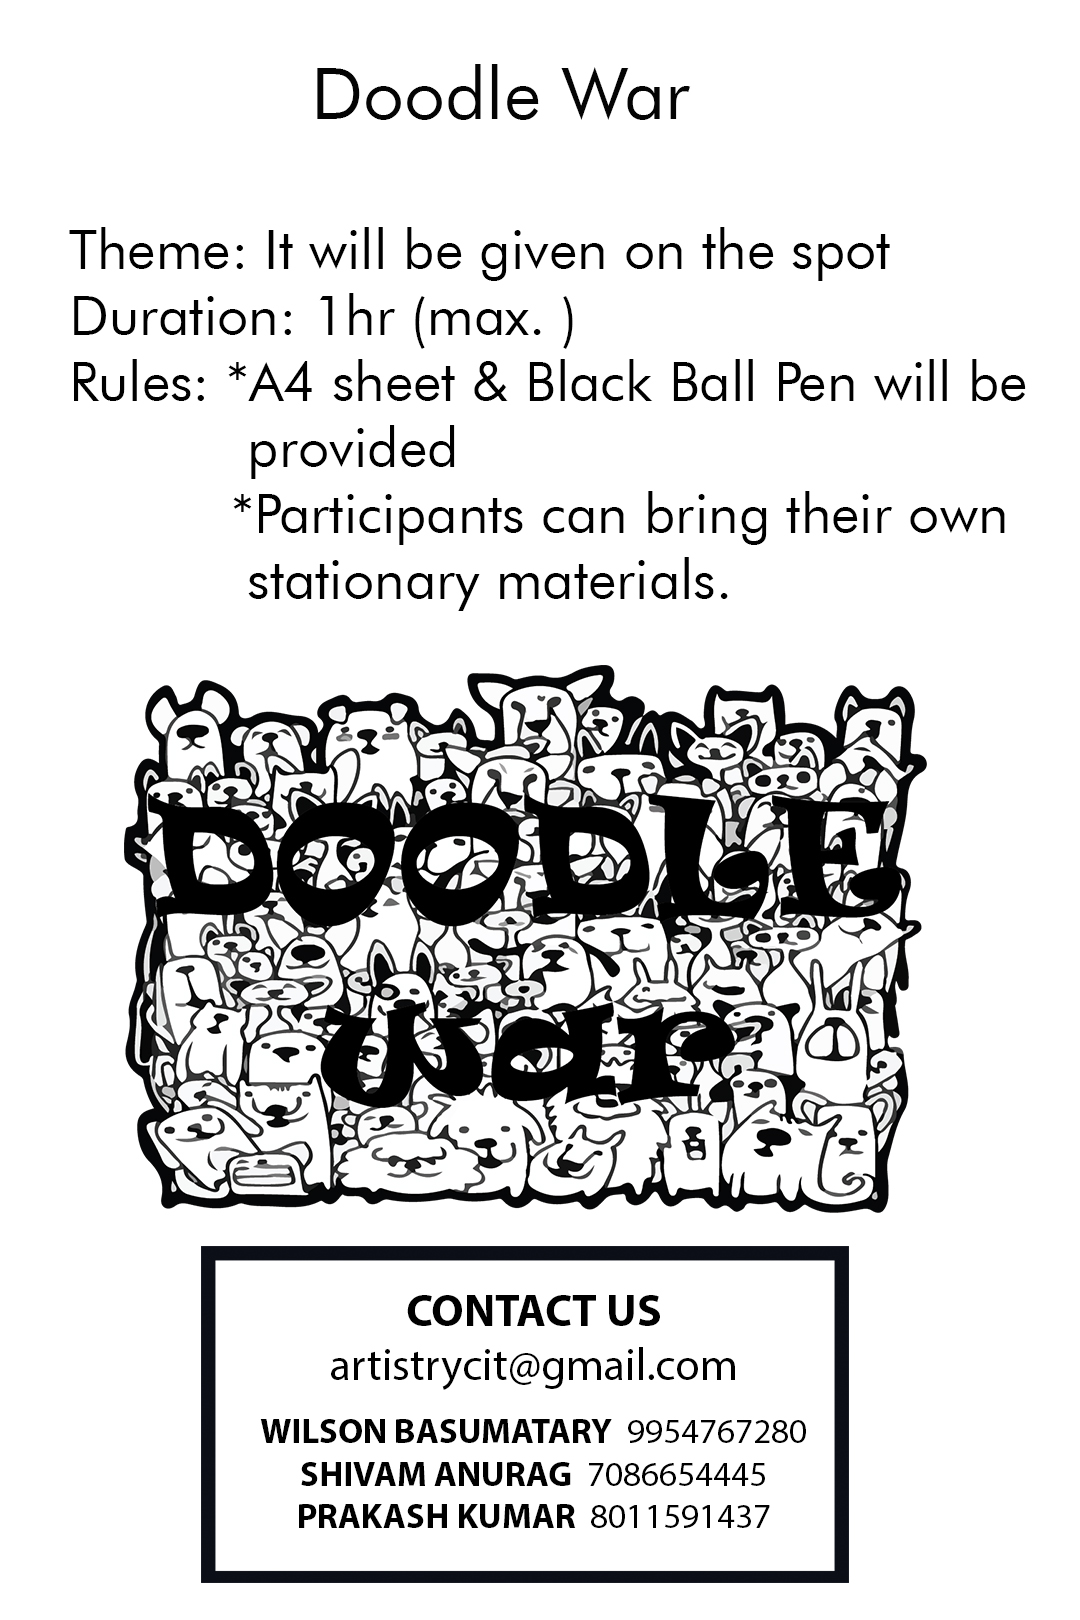 Doodle War
Theme: It will be given on the spot
Duration: 1hr (max. )
Rules: *A4 sheet & Black Ball Pen will be
provided
*Participants can bring their own
stationary materials.
DOODLE
war
CONTACT US
artistrycit@gmail.com
WILSON BASUMATARY 9954767280
SHIVAM ANURAG 7086654445
PRAKASH KUMAR 8011591437